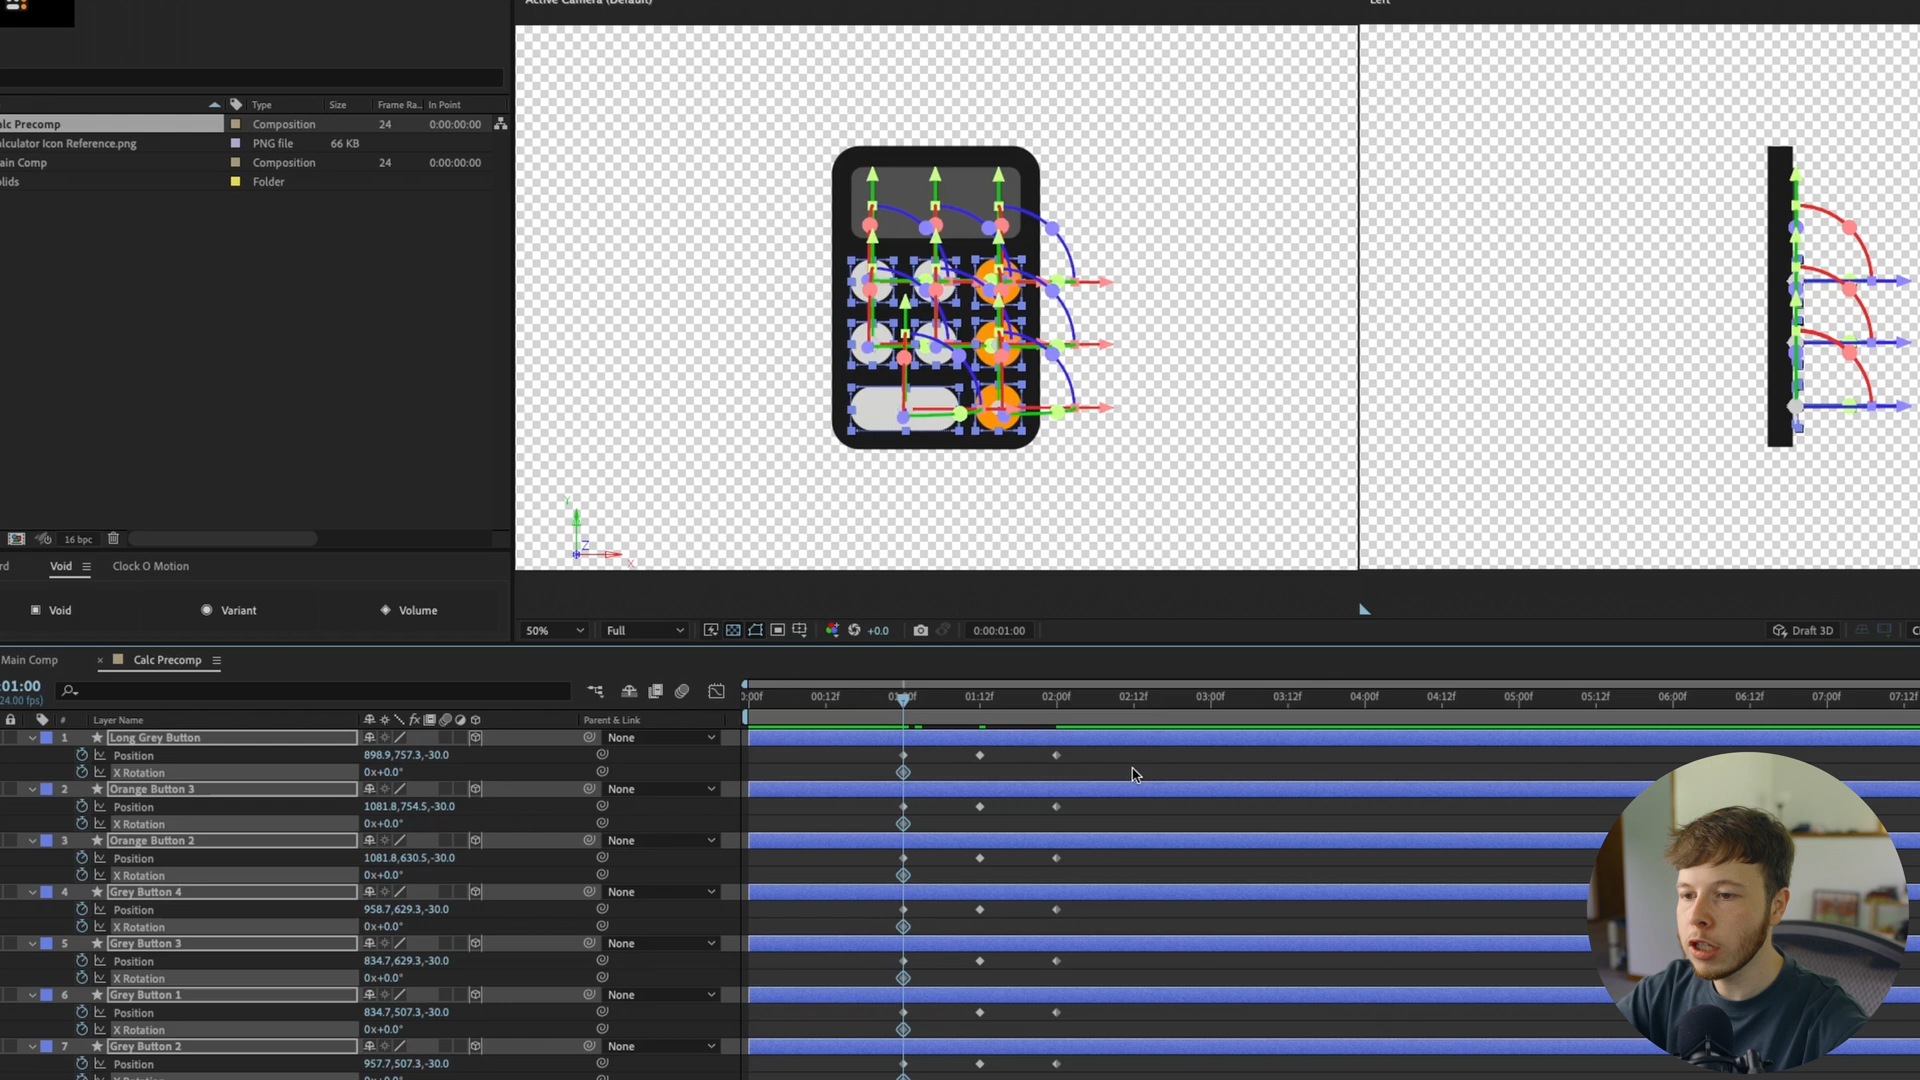 Active Camera (Default)
Left
Type
Size
Frame Ra..
In Point
alc Precomp
Composition
24
0:00:00:00
alculator Icon Reference.png
PNG file
66 KB
ain Comp
Composition
24
0:00:00:00
olids
Folder
Y
Z
X
16 bpc
rd
Void
Clock O Motion
Void
Variant
Volume
50%
Full
+0.0
0:00:01:00
Draft 3D
Main Comp
× Calc Precomp
:01:00
24.00 fps)
:00f
00:12f
01:00f
01:12f
02:00f
02:12f
03:00f
03:12f
04:00f
04:12f
05:00f
05:12f
06:00f
06:12f
07:00f
07:12f
#
Layer Name
fx
Parent & Link
1 Long Grey Button None
Position 898.9,757.3,-30.0
X Rotation 0x+0.0°
2 Orange Button 3 None
Position 1081.8,754.5,-30.0
X Rotation 0x+0.0°
3 Orange Button 2 None
Position 1081.8,630.5,-30.0
X Rotation 0x+0.0°
4 Grey Button 4 None
Position 958.7,629.3,-30.0
X Rotation 0x+0.0°
5 Grey Button 3 None
Position 834.7,629.3,-30.0
X Rotation 0x+0.0°
6 Grey Button 1 None
Position 834.7,507.3,-30.0
X Rotation 0x+0.0°
7 Grey Button 2 None
Position 957.7,507.3,-30.0